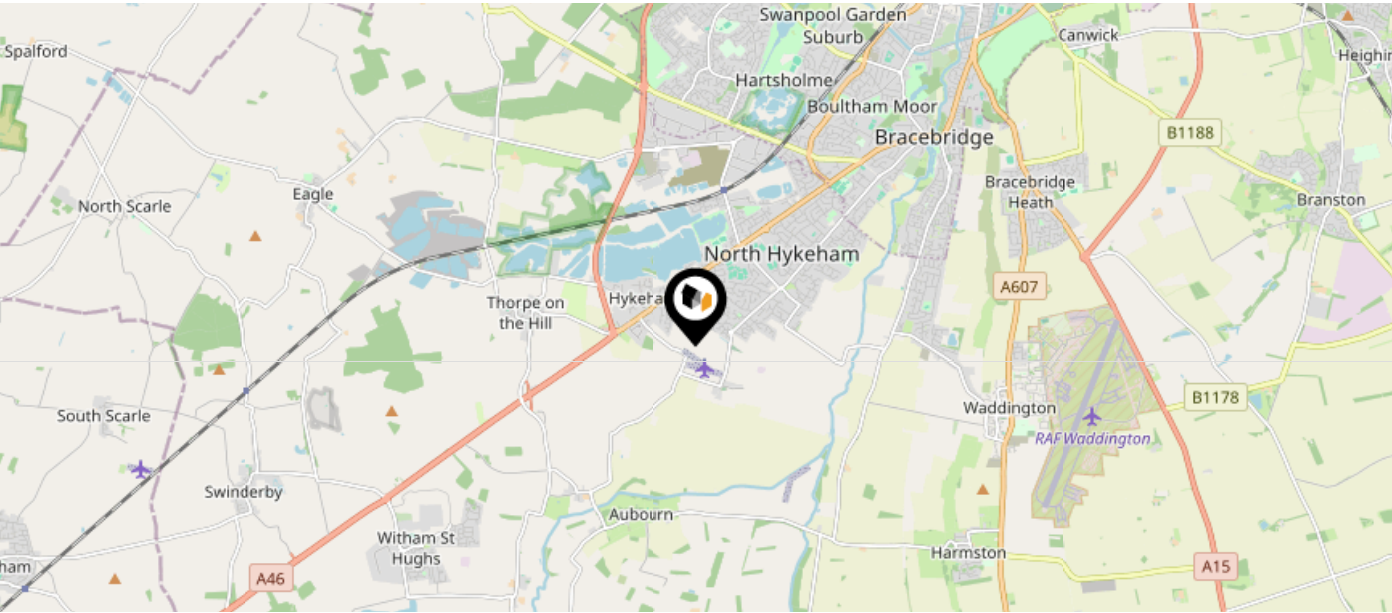 Swanpool Garden
Suburb
Spalford
Canwick
Heighin
Hartsholme
Boultham Moor
B1188
Bracebridge
Bracebridge
Heath
Eagle
North Scarle
Branston
North Hykeham
A607
Hykeha
Thorpe on
the Hill
B1178
South Scarle
Waddington
RAF Waddington
Swinderby
Aubourn
Witham St
Hughs
Harmston
ham
A46
A15